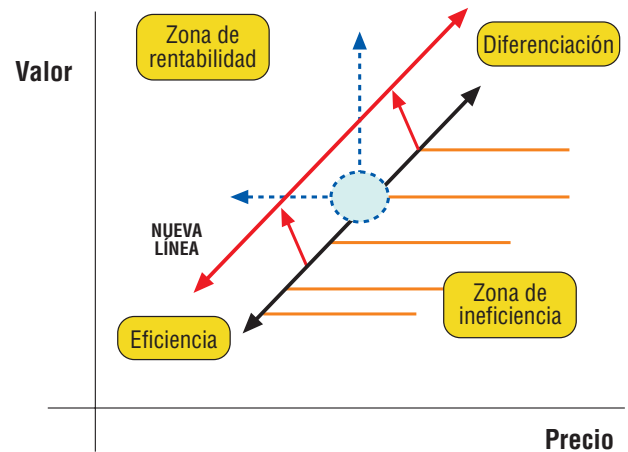 Zona de
rentabilidad
Diferenciación
Valor
NUEVA
LÍNEA
Zona de
ineficiencia
Eficiencia
Precio